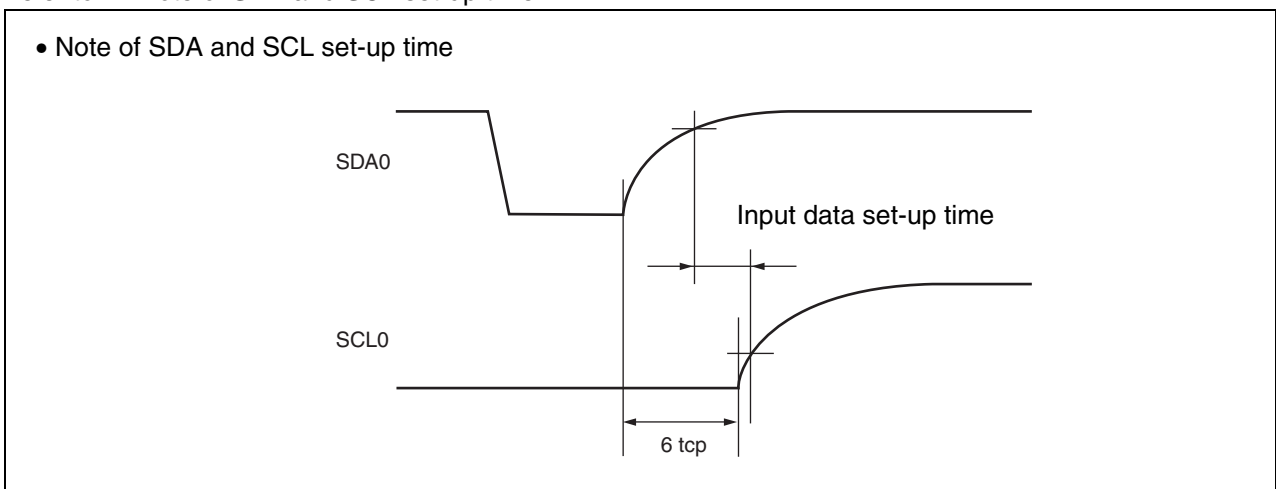 • Note of SDA and SCL set-up time
SDA0
Input data set-up time
SCL0
6 tcp